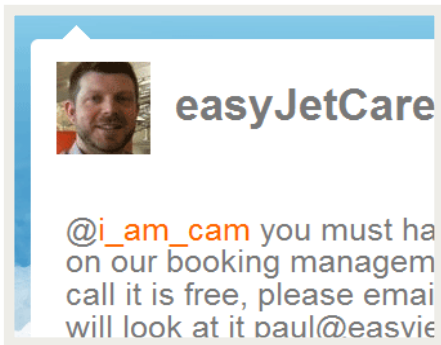 easyJetCare
@i_am_cam you must ha
on our booking managem
call it is free, please emai
will look at it paul@easyje